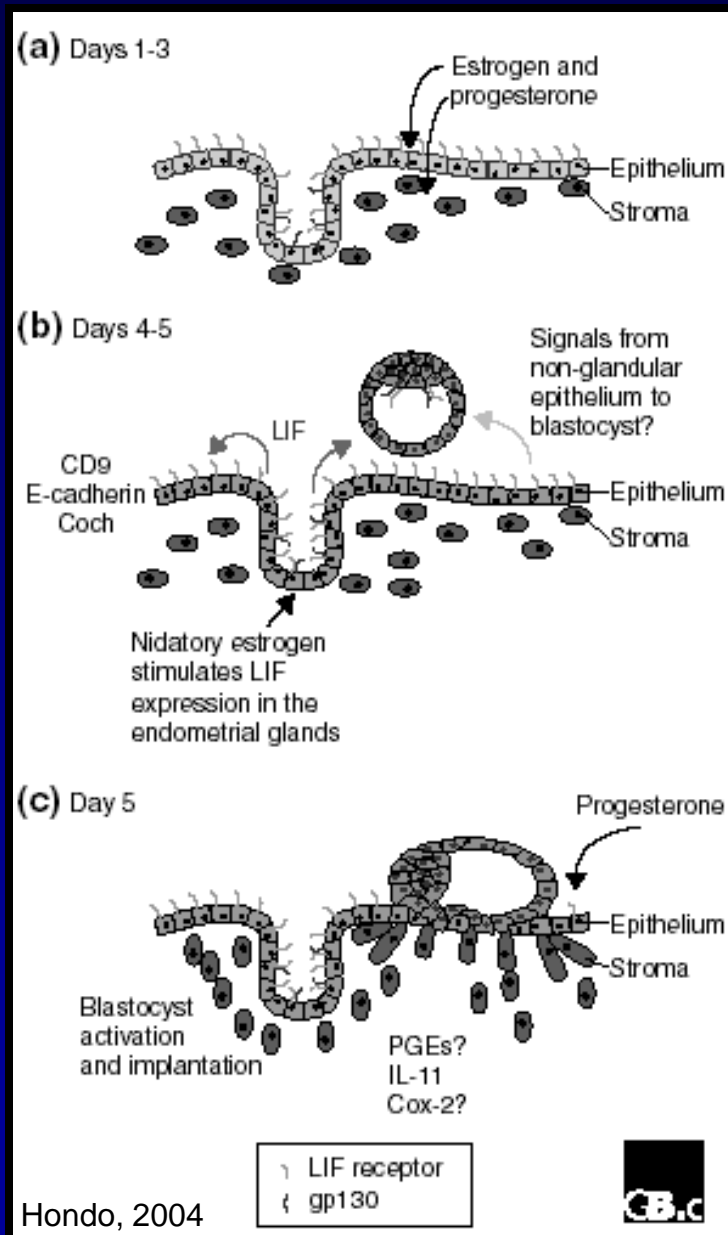 (a) Days 1-3
Estrogen and
progesterone
Epithelium
Stroma
(b) Days 4-5
Signals from
non-glandular
epithelium to
blastocyst?
LIF
CD9
E-cadherin
Coch
Epithelium
Stroma
Nidatory estrogen
stimulates LIF
expression in the
endometrial glands
(c) Day 5
Progesterone
Epithelium
Stroma
Blastocyst
activation
and implantation
PGEs?
IL-11
Cox-2?
LIF receptor
gp130
Hondo, 2004